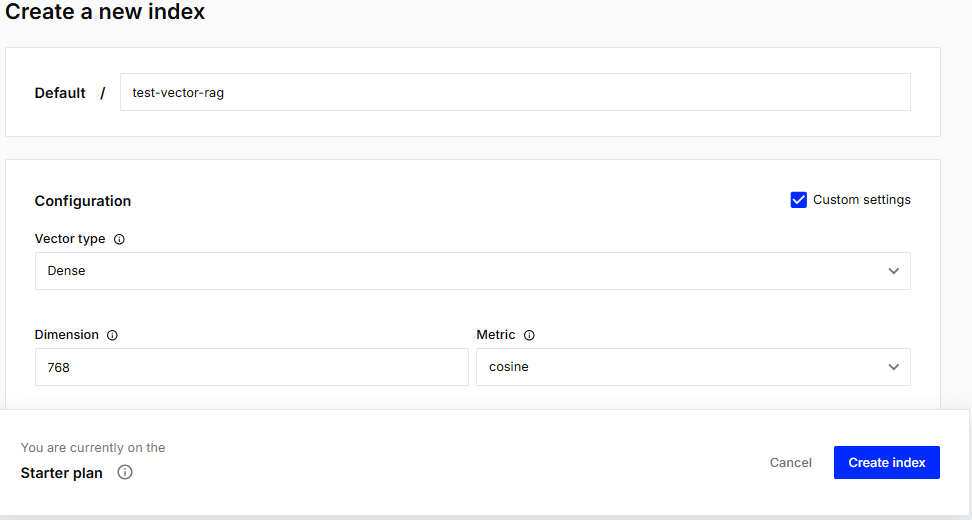 Create a new index
Default / test-vector-rag
Configuration
Custom settings
Vector type
Dense
Dimension
Metric
768
cosine
You are currently on the
Starter plan
Cancel
Create index